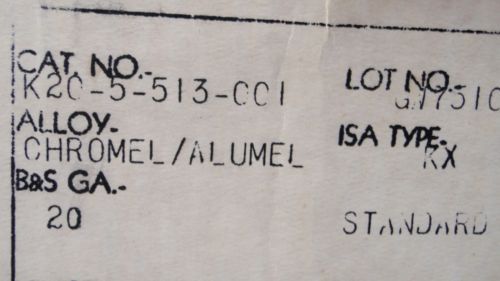 CAT. NO.- LOT NO.-
K20-5-513-001
ALLOY- ISA TYPE-
CHROMEL/ALUMEL KX
B&S GA.-
20 STANDARD